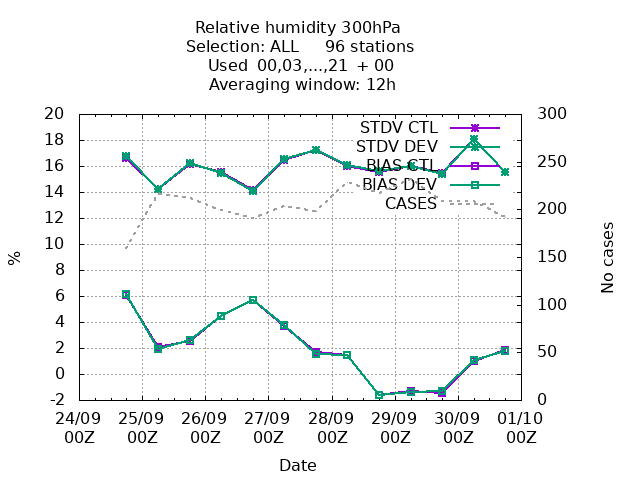 Relative humidity 300hPa
Selection: ALL 96 stations
Used 00,03,...,21 + 00
Averaging window: 12h
20
18
16
14
12
10
8
6
4
2
0
-2
%
300
250
200
150
100
50
0
No cases
STDV CTL
STDV DEV
BIAS CTL
BIAS DEV
CASES
24/09 25/09 26/09 27/09 28/09 29/09 30/09 01/10
00Z 00Z 00Z 00Z 00Z 00Z 00Z 00Z
Date